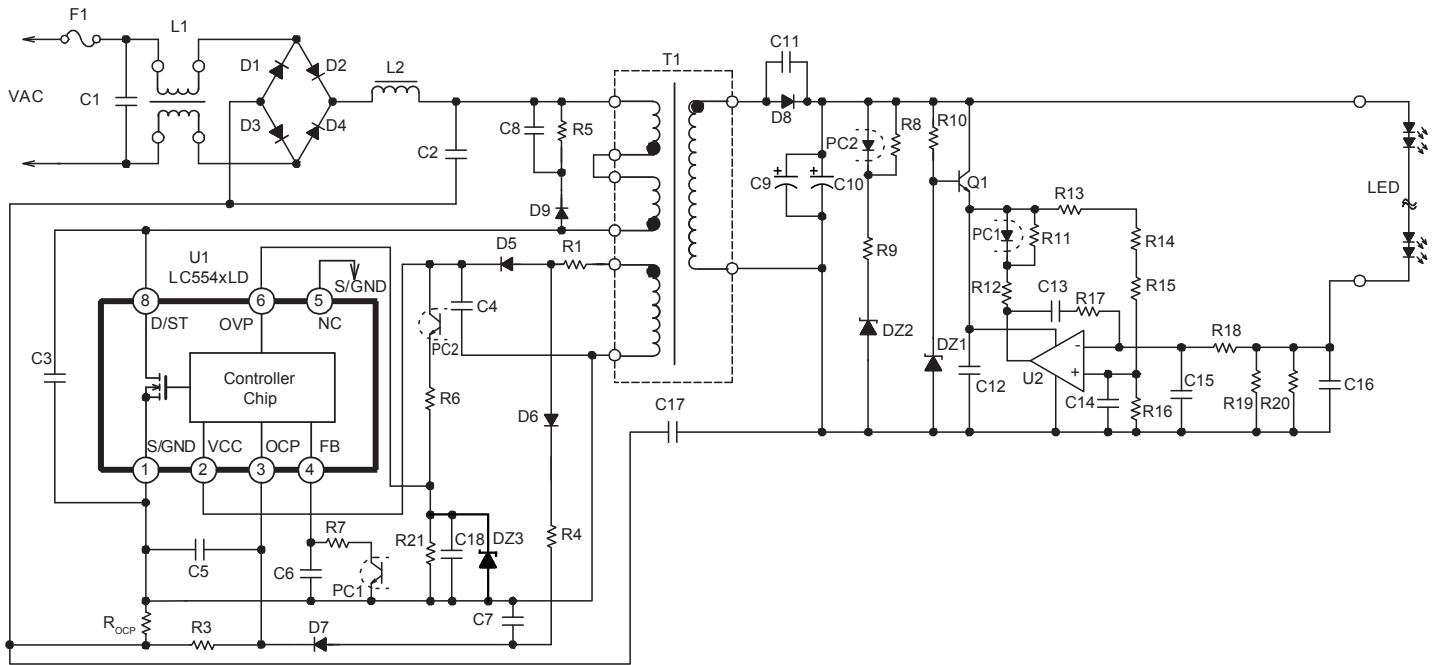 F1
L1
VAC
C1
D1
D2
D3
D4
L2
C2
C8
R5
D9
T1
C11
D8
C9
C10
PC2
R8
R9
DZ2
R10
DZ1
Q1
PC1
R11
R12
R13
R14
R15
C13
R17
C12
U2
-
+
C14
R16
C15
R18
R19
R20
C16
LED
C17
U1
LC554xLD
S/GND
8
6
5
D/ST
OVP
NC
C3
Controller
Chip
S/GND
VCC
OCP
FB
1
2
3
4
D5
R1
C4
PC2
R6
D6
R4
R7
PC1
C6
C5
R21
C18
DZ3
C7
ROCP
R3
D7
+
+